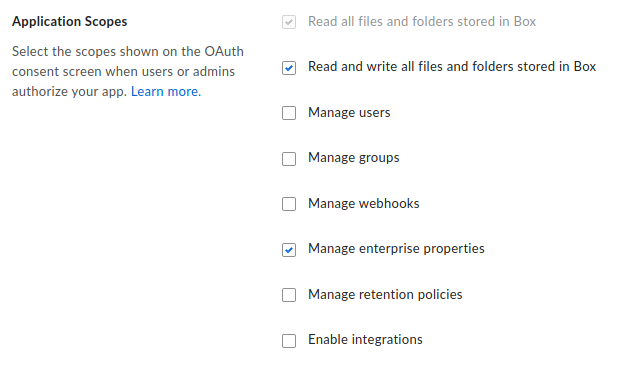 Application Scopes
Select the scopes shown on the OAuth
consent screen when users or admins
authorize your app. Learn more.
Read all files and folders stored in Box
Read and write all files and folders stored in Box
Manage users
Manage groups
Manage webhooks
Manage enterprise properties
Manage retention policies
Enable integrations